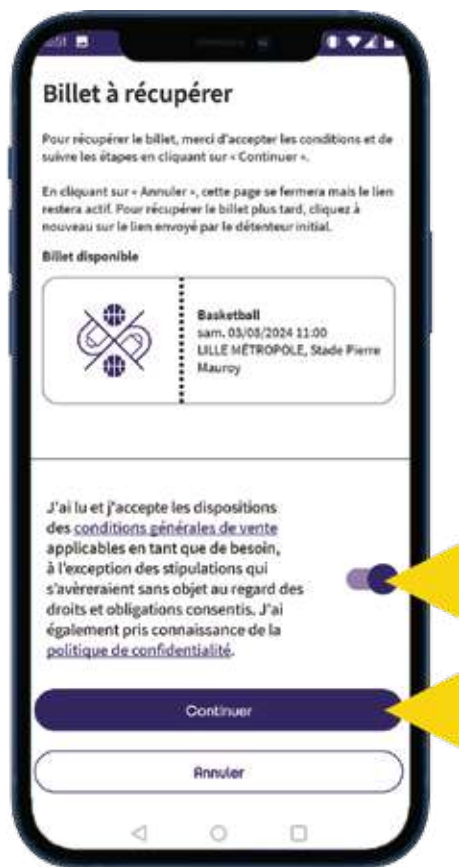 Billet à récupérer
Pour récupérer le billet, merci d'accepter les conditions et de
suivre les étapes en cliquant sur « Continuer ».
En cliquant sur « Annuler », cette page se fermera mais le lien
restera actif. Pour récupérer le billet plus tard, cliquez à
nouveau sur le lien envoyé par le détenteur initial.
Billet disponible
Basketball
sam. 03/08/2024 11:00
LILLE MÉTROPOLE, Stade Pierre
Mauroy
J'ai lu et j'accepte les dispositions
des conditions générales de vente
applicables en tant que de besoin,
à l'exception des stipulations qui
s'avèreraient sans objet au regard des
droits et obligations consentis. J'ai
également pris connaissance de la
politique de confidentialité.
Continuer
Annuler